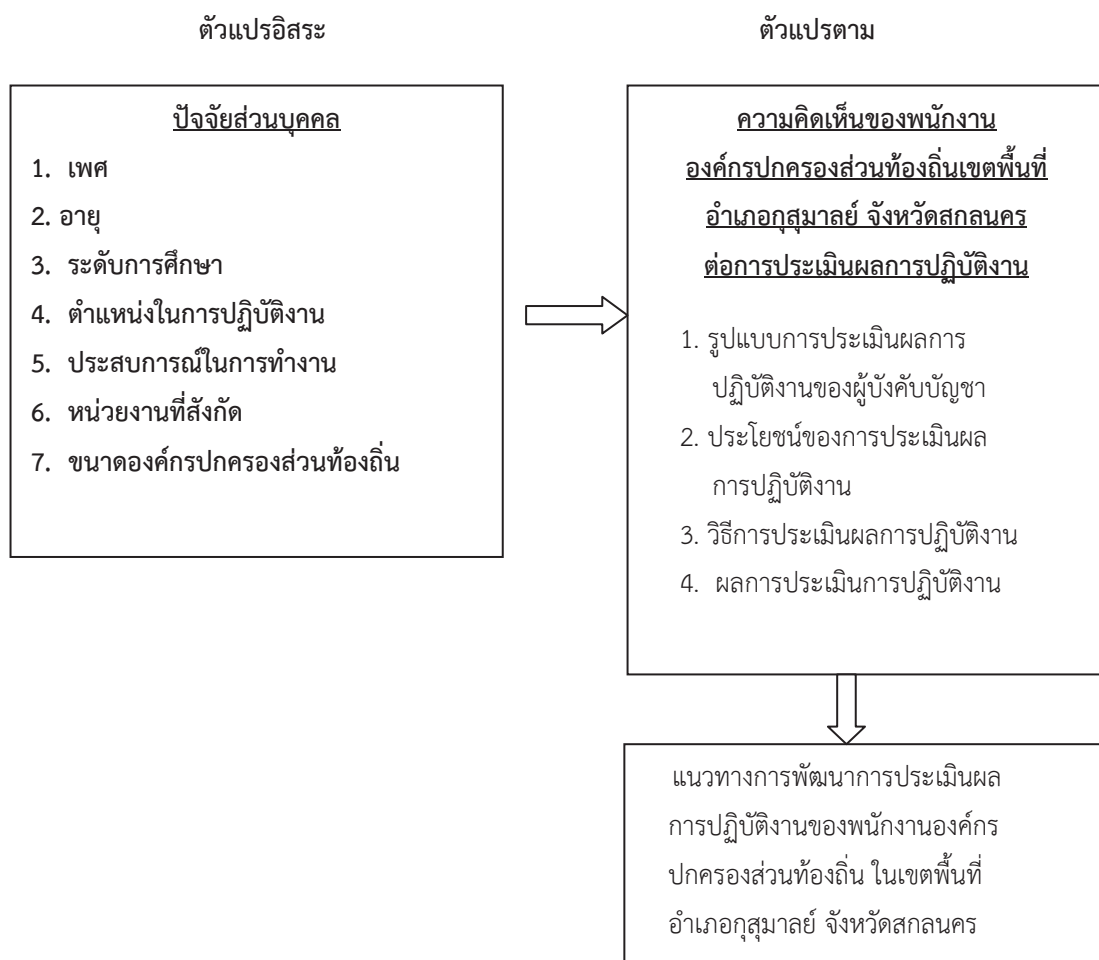 ตัวแปรอิสระ
ตัวแปรตาม
ปัจจัยส่วนบุคคล
1. เพศ
2. อายุ
3. ระดับการศึกษา
4. ตำแหน่งในการปฏิบัติงาน
5. ประสบการณ์ในการทำงาน
6. หน่วยงานที่สังกัด
7. ขนาดองค์กรปกครองส่วนท้องถิ่น
ความคิดเห็นของพนักงาน
องค์กรปกครองส่วนท้องถิ่นเขตพื้นที่
อำเภอกุสุมาลย์ จังหวัดสกลนคร
ต่อการประเมินผลการปฏิบัติงาน
1. รูปแบบการประเมินผลการ
ปฏิบัติงานของผู้บังคับบัญชา
2. ประโยชน์ของการประเมินผล
การปฏิบัติงาน
3. วิธีการประเมินผลการปฏิบัติงาน
4. ผลการประเมินการปฏิบัติงาน
แนวทางการพัฒนาการประเมินผล
การปฏิบัติงานของพนักงานองค์กร
ปกครองส่วนท้องถิ่น ในเขตพื้นที่
อำเภอกุสุมาลย์ จังหวัดสกลนคร